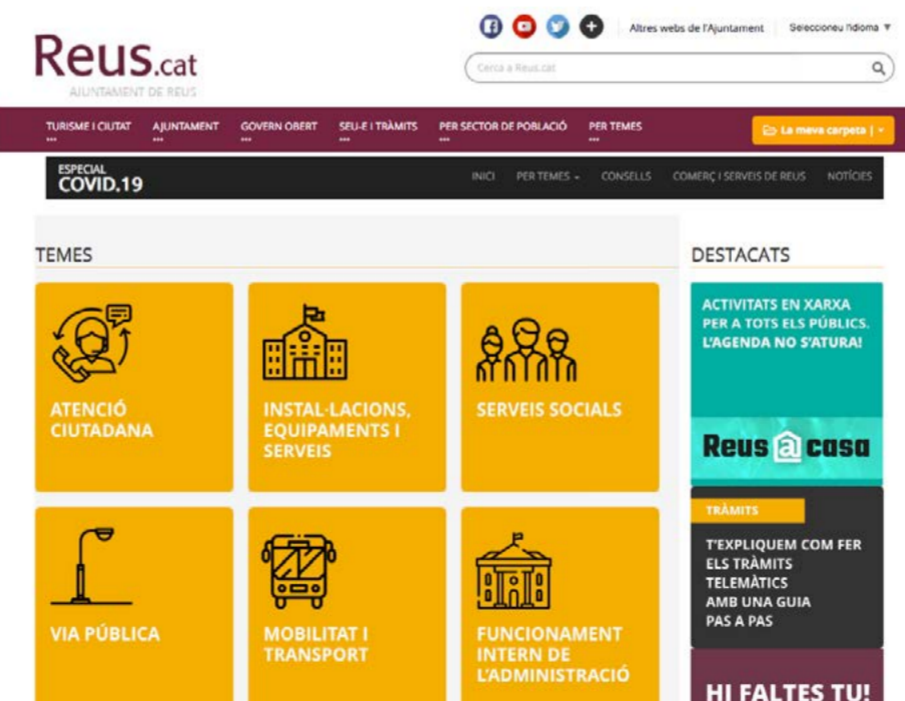 Reus.cat
AJUNTAMENT DE REUS
Altres webs de l'Ajuntament
Seleccioneu l'idioma ▼
Cerca a Reus.cat
TURISME I CIUTAT
AJUNTAMENT
GOVERN OBERT
SEU-E I TRÀMITS
PER SECTOR DE POBLACIÓ
PER TEMES
La meva carpeta |
ESPECIAL
COVID.19
INICI
PER TEMES
CONSELLS
COMERÇ I SERVEIS DE REUS
NOTÍCIES
TEMES
ATENCIÓ
CIUTADANA
INSTAL·LACIONS,
EQUIPAMENTS I
SERVEIS
SERVEIS SOCIALS
VIA PÚBLICA
MOBILITAT I
TRANSPORT
FUNCIONAMENT
INTERN DE
L'ADMINISTRACIÓ
DESTACATS
ACTIVITATS EN XARXA
PER A TOTS ELS PÚBLICS.
L'AGENDA NO S'ATURA!
Reus @ casa
TRÀMITS
T'EXPLIQUEM COM FER
ELS TRÀMITS
TELEMÀTICS
AMB UNA GUIA
PAS A PAS
HI FALTES TU!